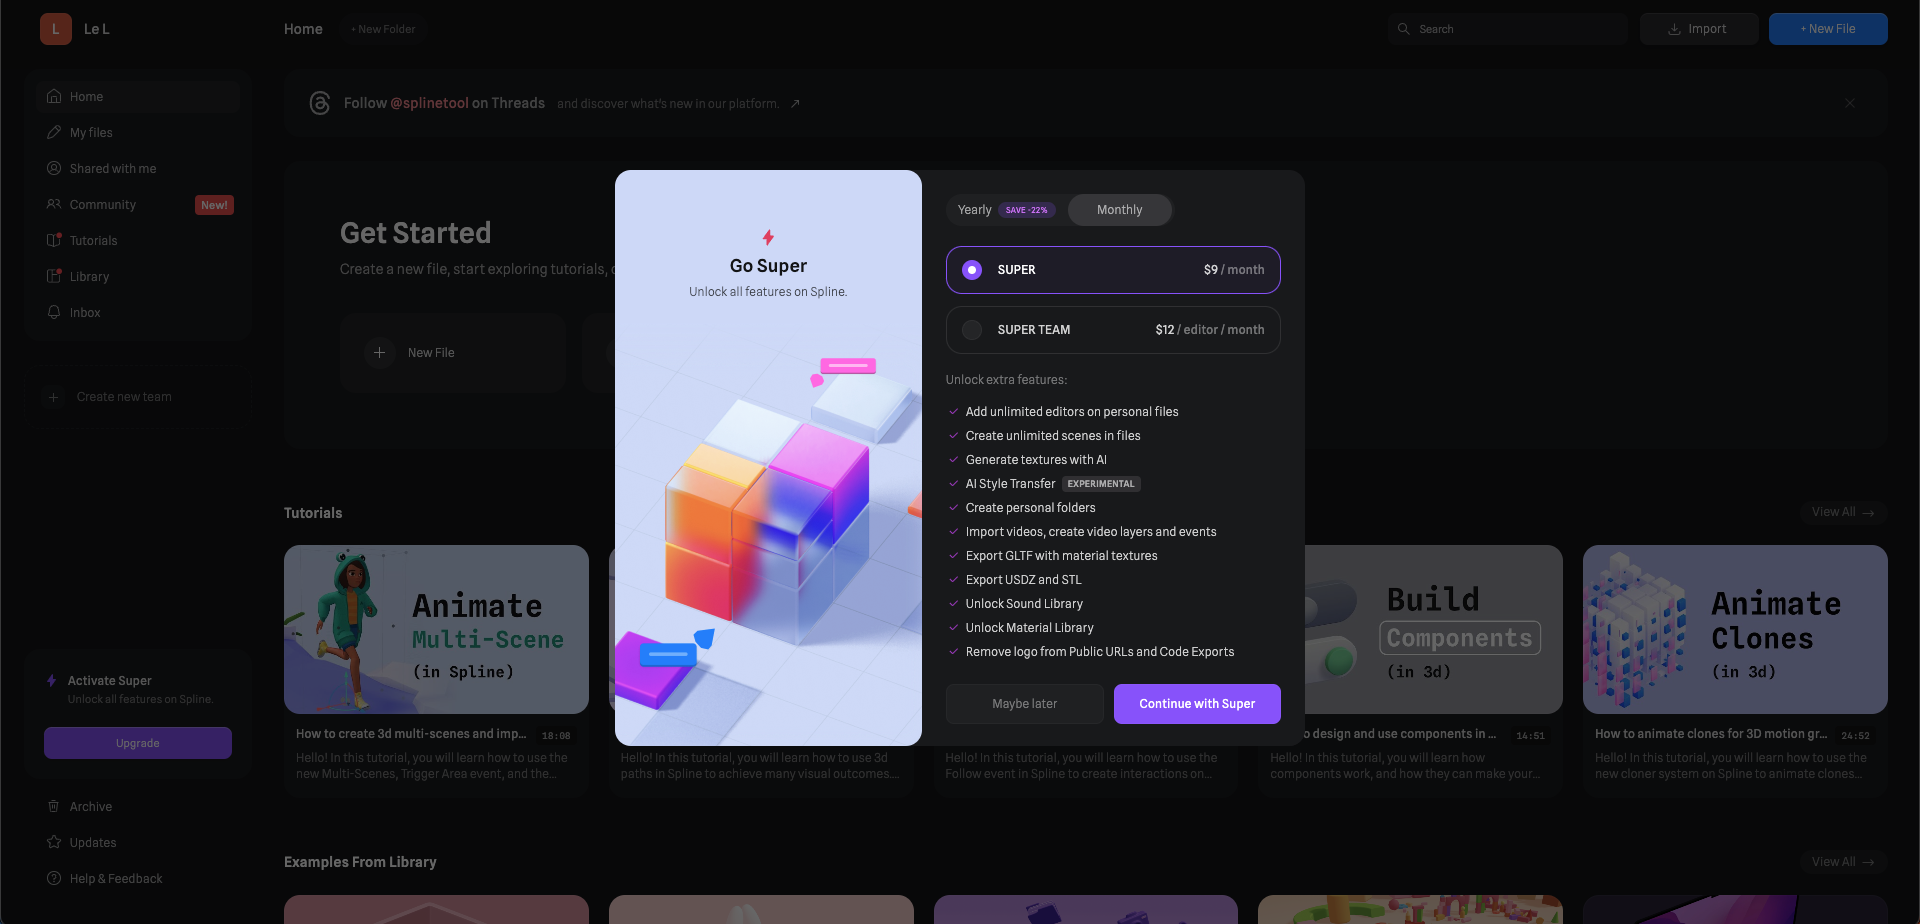 L
Le L
Home
+ New Folder
Search
Import
+ New File
Home
My files
Shared with me
Community
New!
Tutorials
Library
Inbox
Create new team
Follow @splinetool on Threads and discover what's new in our platform.
Get Started
Create a new file, start exploring tutorials,
New File
Go Super
Unlock all features on Spline.
Yearly
SAVE -22%
Monthly
SUPER
$9 / month
SUPER TEAM
$12 / editor / month
Unlock extra features:
Add unlimited editors on personal files
Create unlimited scenes in files
Generate textures with AI
AI Style Transfer EXPERIMENTAL
Create personal folders
Import videos, create video layers and events
Export GLTF with material textures
Export USDZ and STL
Unlock Sound Library
Unlock Material Library
Remove logo from Public URLs and Code Exports
Maybe later
Continue with Super
Tutorials
View All
Animate
Multi-Scene
(in Spline)
How to create 3d multi-scenes and imp...
18:08
Hello! In this tutorial, you will learn how to use the
new Multi-Scenes, Trigger Area event, and the...
Hello! In this tutorial, you will learn how to use 3d
paths in Spline to achieve many visual outcomes...
Hello! In this tutorial, you will learn how to use the
Follow event in Spline to create interactions on...
Build
Components
(in 3d)
design and use components in ...
14:51
Hello! In this tutorial, you will learn how
components work, and how they can make your...
Animate
Clones
(in 3d)
How to animate clones for 3D motion gr...
24:52
Hello! In this tutorial, you will learn how to use the
new cloner system on Spline to animate clones...
Activate Super
Unlock all features on Spline.
Upgrade
Archive
Updates
Help & Feedback
Examples From Library
View All